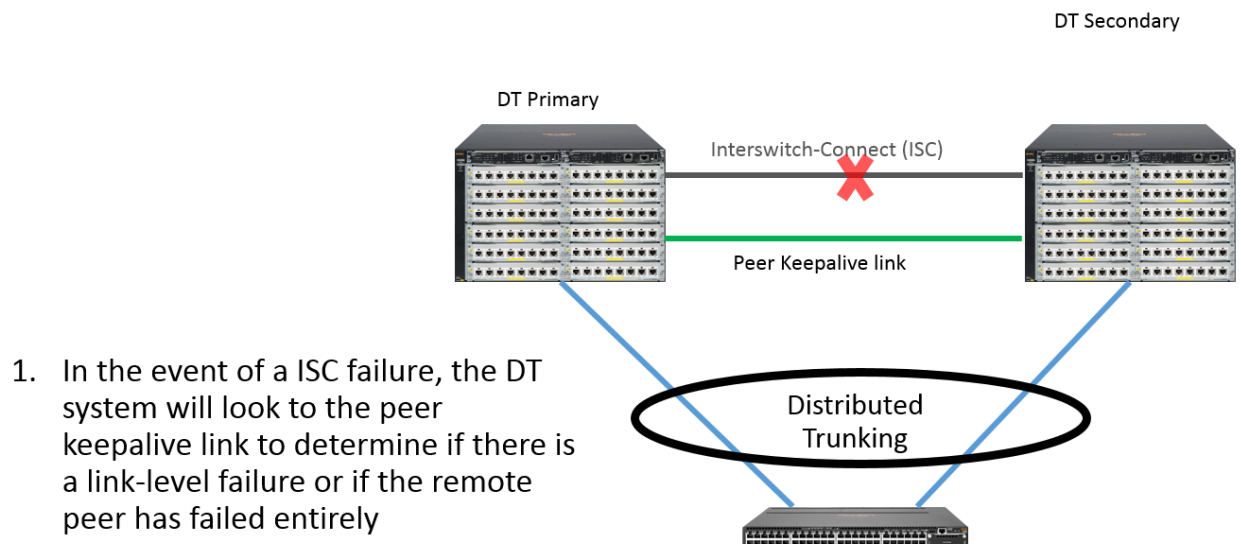 DT Secondary
DT Primary
Interswitch-Connect (ISC)
Peer Keepalive link
1. In the event of a ISC failure, the DT
system will look to the peer
keepalive link to determine if there is
a link-level failure or if the remote
peer has failed entirely
Distributed
Trunking